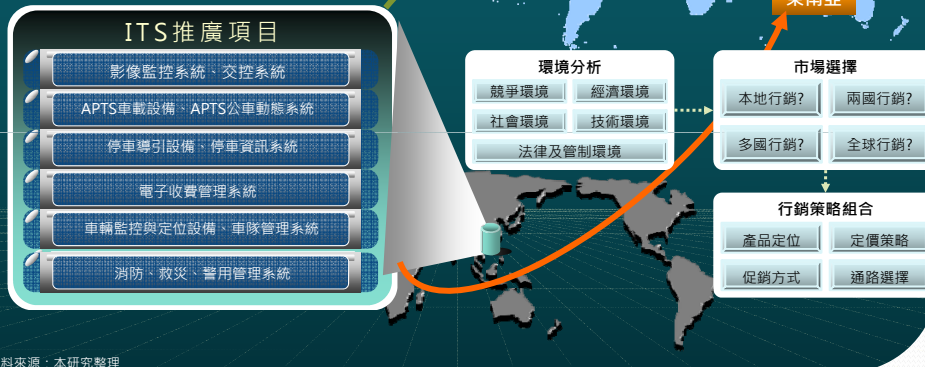 東南亞
ITS推廣項目
影像監控系統、交控系統
APTS車載設備、APTS公車動態系統
停車導引設備、停車資訊系統
電子收費管理系統
車輛監控與定位設備、車隊管理系統
消防、救災、警用管理系統
環境分析
競爭環境 經濟環境
社會環境 技術環境
法律及管制環境
市場選擇
本地行銷? 兩國行銷?
多國行銷? 全球行銷?
行銷策略組合
產品定位 定價策略
促銷方式 通路選擇
料來源：本研究整理